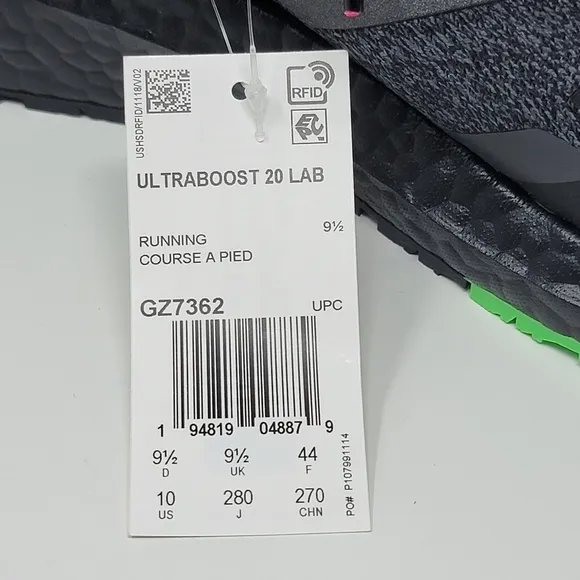 USHSDRFID/1118/V02
RFID
EPC
ULTRABOOST 20 LAB
RUNNING 9½
COURSE A PIED
GZ7362 UPC
1 94819 04887 9
9½ 9½ 44
D UK F
10 280 270
US J CHN
PO# P107991114